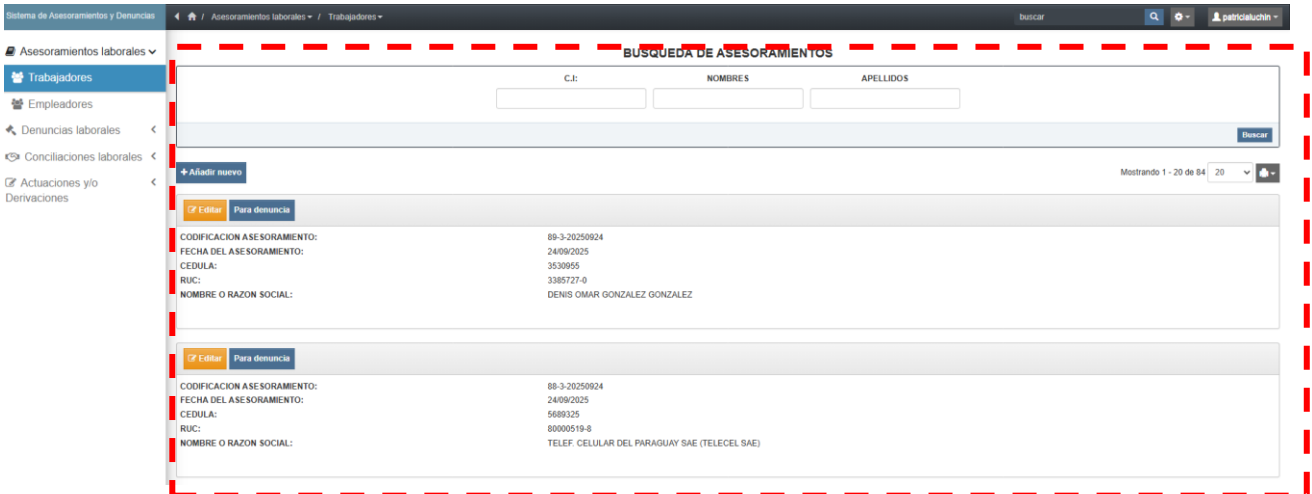 Sistema de Asesoramientos y Denuncias
/ Asesoramientos laborales / Trabajadores
buscar
patricialuchin
Asesoramientos laborales
Trabajadores
Empleadores
Denuncias laborales
Conciliaciones laborales
Actuaciones y/o
Derivaciones
BUSQUEDA DE ASESORAMIENTOS
C.I: NOMBRES APELLIDOS
Buscar
+ Añadir nuevo
Mostrando 1 - 20 de 84 20
Editar Para denuncia
CODIFICACION ASESORAMIENTO: 89-3-20250924
FECHA DEL ASESORAMIENTO: 24/09/2025
CEDULA: 3530955
RUC: 3385727-0
NOMBRE O RAZON SOCIAL: DENIS OMAR GONZALEZ GONZALEZ
Editar Para denuncia
CODIFICACION ASESORAMIENTO: 88-3-20250924
FECHA DEL ASESORAMIENTO: 24/09/2025
CEDULA: 5689325
RUC: 80000519-8
NOMBRE O RAZON SOCIAL: TELEF. CELULAR DEL PARAGUAY SAE (TELECEL SAE)